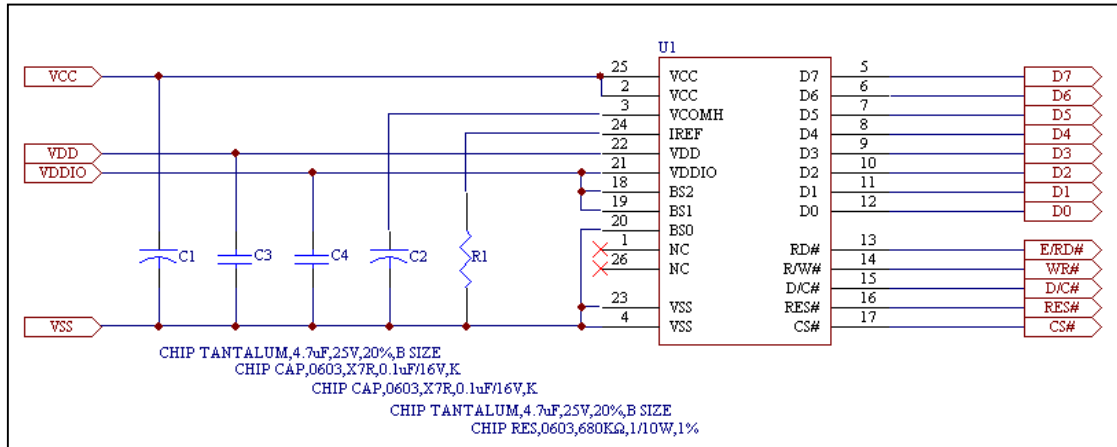 U1
VCC 25 VCC D7 5 D7
2 VCC D6 6 D6
3 VCOMH D5 7 D5
24 IREF D4 8 D4
VDD 22 VDD D3 9 D3
VDDIO 21 VDDIO D2 10 D2
18 BS2 D1 11 D1
19 BS1 D0 12 D0
20 BS0
1 NC RD# 13 E/RD#
C1 C3 C4 C2 R1 26 NC R/W# 14 WR#
D/C# 15 D/C#
23 VSS RES# 16 RES#
VSS 4 VSS CS# 17 CS#
CHIP TANTALUM,4.7uF,25V,20%,B SIZE
CHIP CAP,0603,X7R,0.1uF/16V,K
CHIP CAP,0603,X7R,0.1uF/16V,K
CHIP TANTALUM,4.7uF,25V,20%,B SIZE
CHIP RES,0603,680KΩ,1/10W,1%